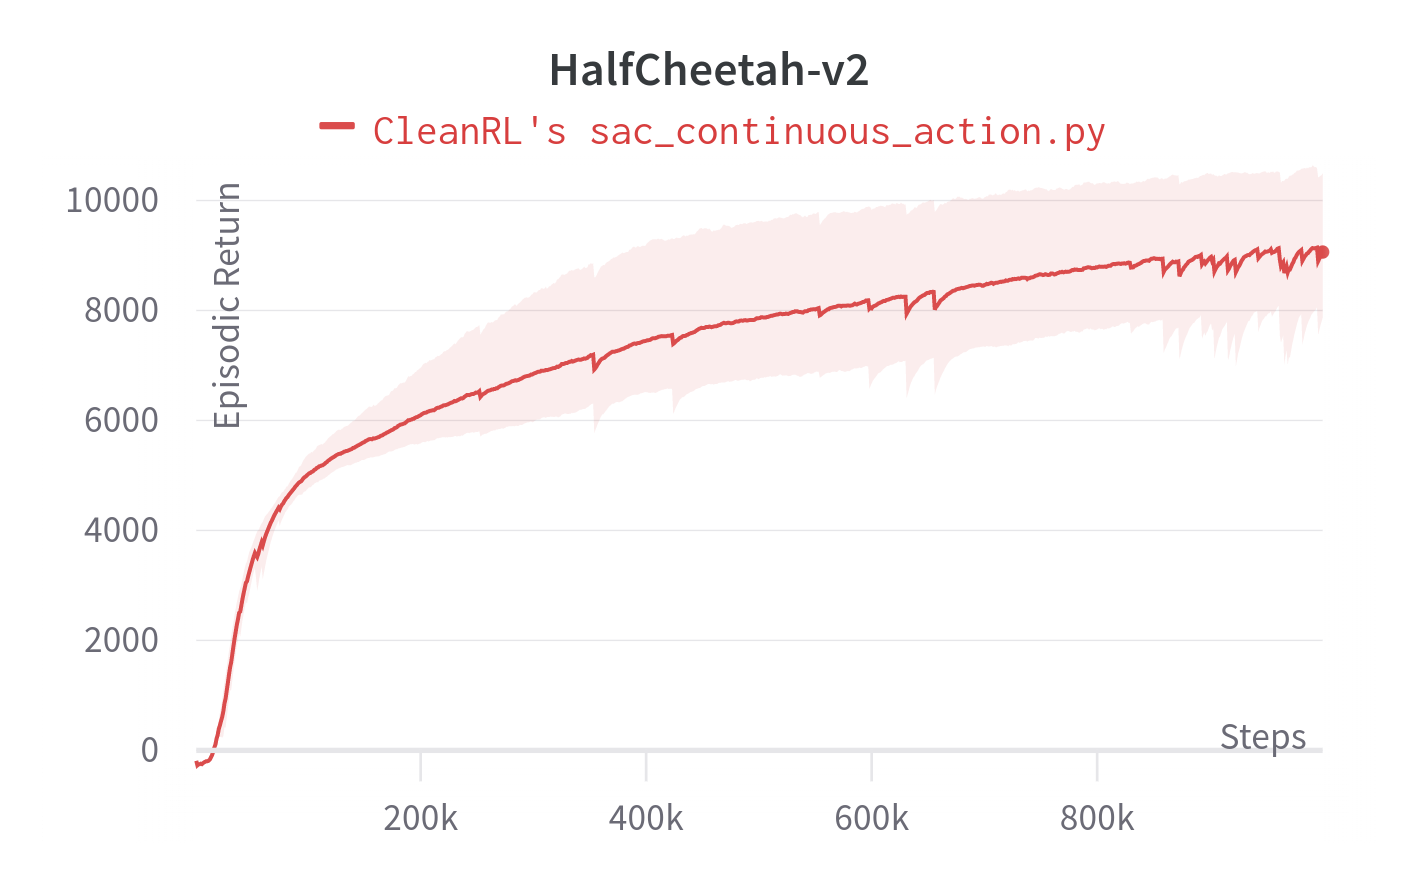 HalfCheetah-v2
CleanRL's sac_continuous_action.py
Episodic Return
10000
8000
6000
4000
2000
0
Steps
200k
400k
600k
800k